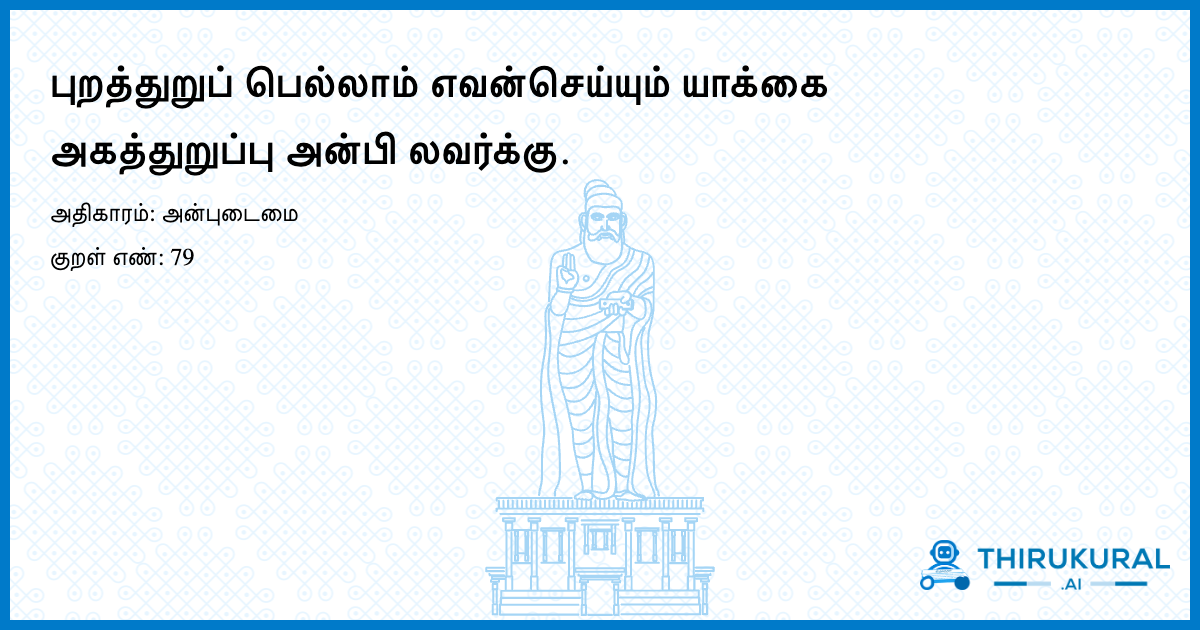 புறத்துறுப் பெல்லாம் எவன்செய்யும் யாக்கை
அகத்துறுப்பு அன்பி லவர்க்கு.
அதிகாரம்: அன்புடைமை
குறள் எண்: 79
THIRUKURAL
.AI